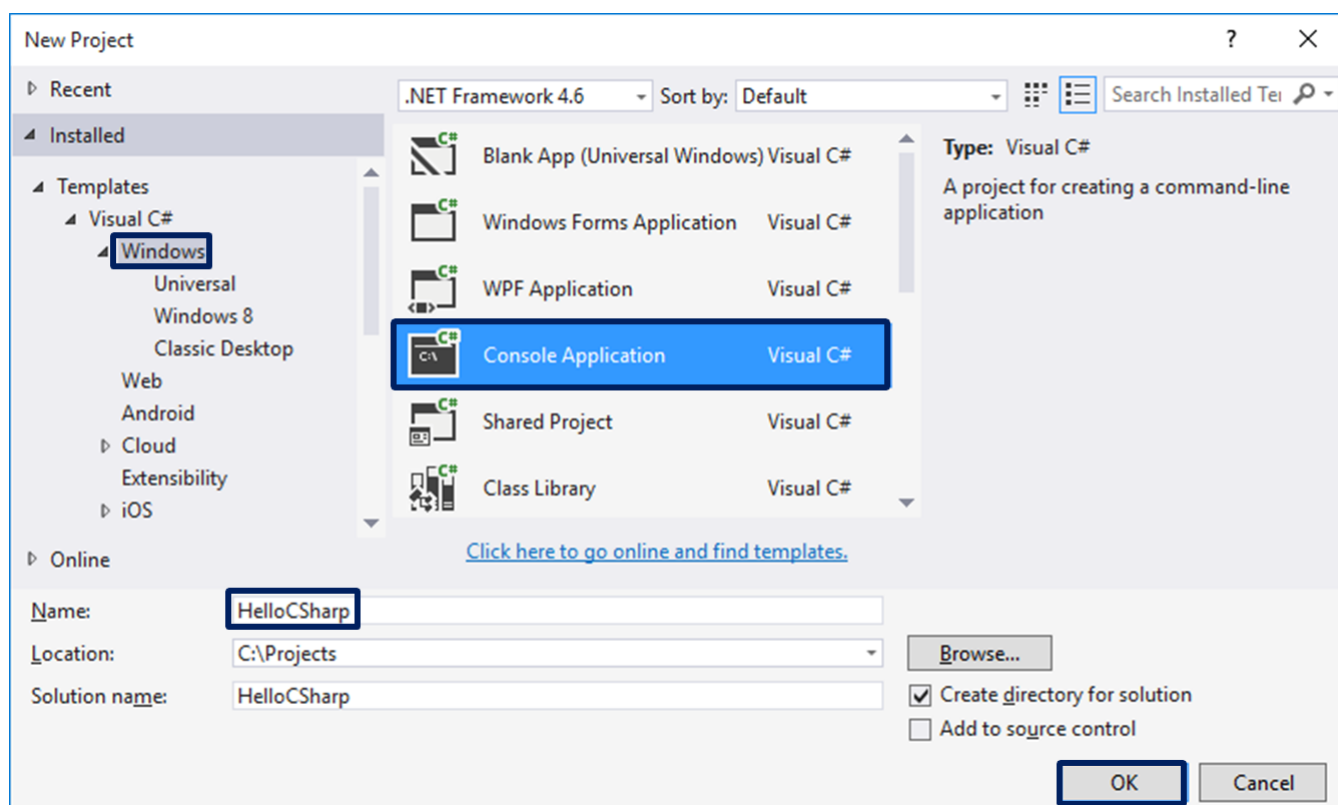 New Project
?
Recent
.NET Framework 4.6
Sort by:
Default
Search Installed Te
Installed
Templates
Visual C#
Windows
Universal
Windows 8
Classic Desktop
Web
Android
Cloud
Extensibility
iOS
Online
C# Blank App (Universal Windows) Visual C#
C# Windows Forms Application Visual C#
C# WPF Application Visual C#
C# C:\ Console Application Visual C#
C# Shared Project Visual C#
C# Class Library Visual C#
Type: Visual C#
A project for creating a command-line
application
Click here to go online and find templates.
Name: HelloCSharp
Location: C:\Projects
Browse...
Solution name: HelloCSharp
Create directory for solution
Add to source control
OK
Cancel